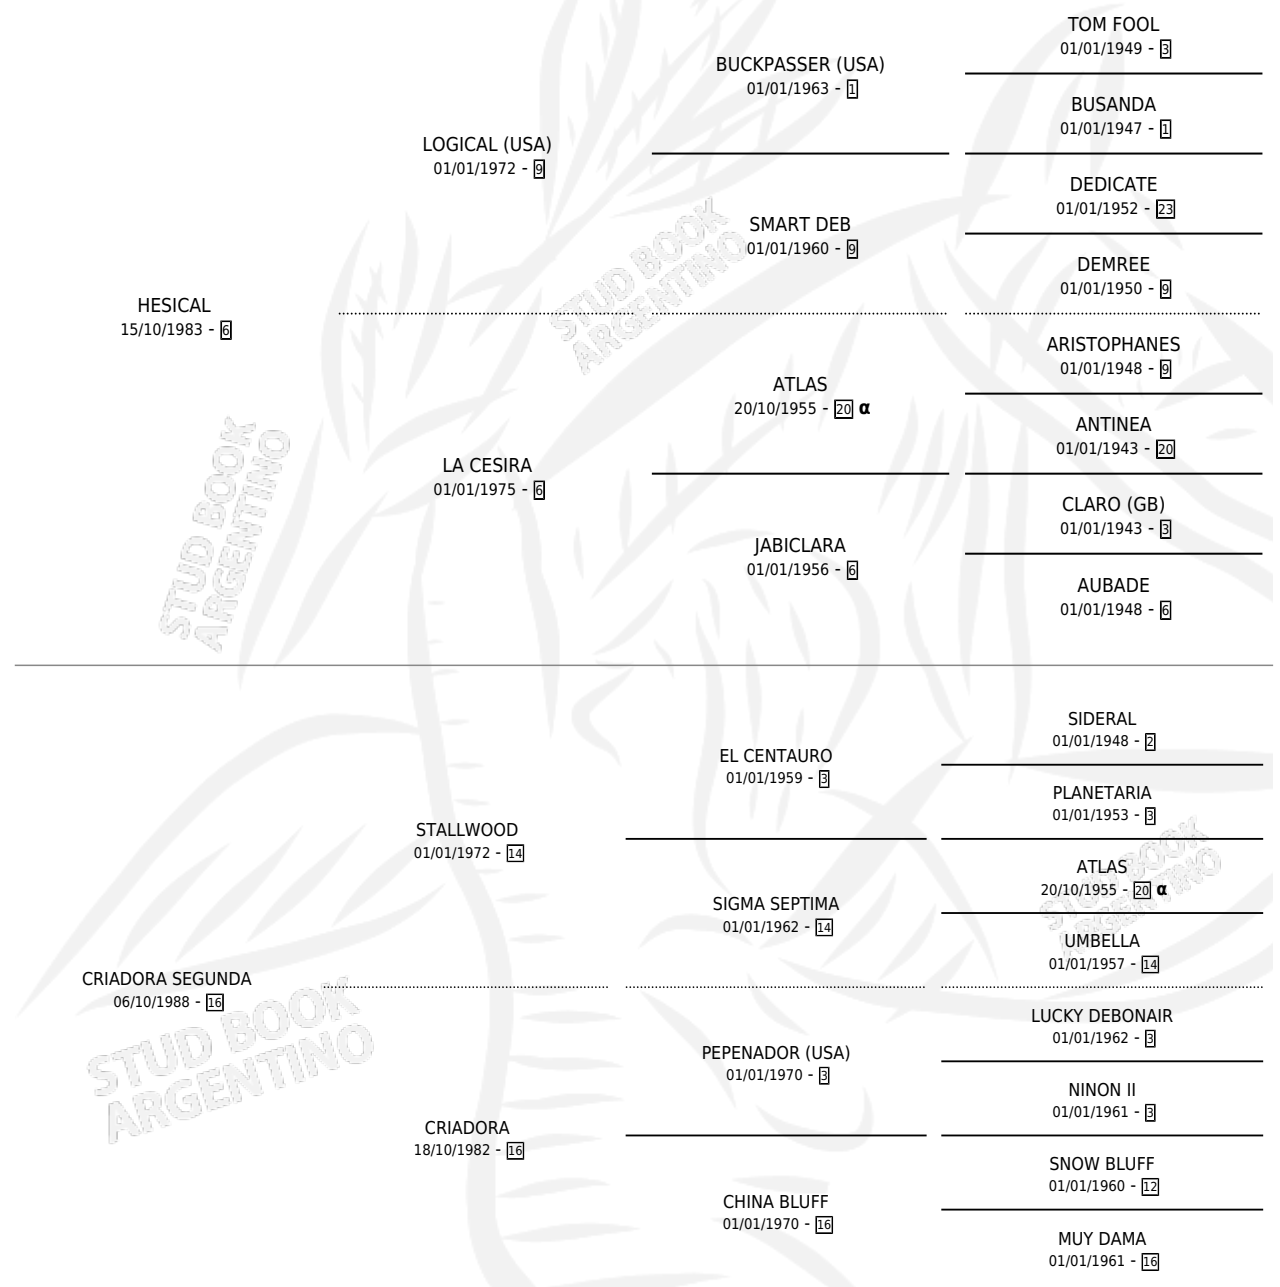 TOM FOOL
01/01/1949 - 3
BUCKPASSER (USA)
01/01/1963 - 1
BUSANDA
01/01/1947 - 1
LOGICAL (USA)
01/01/1972 - 9
DEDICATE
01/01/1952 - 23
SMART DEB
01/01/1960 - 9
DEMREE
01/01/1950 - 9
HESICAL
15/10/1983 - 6
ARISTOPHANES
01/01/1948 - 9
ATLAS
20/10/1955 - 20 α
ANTINEA
01/01/1943 - 20
LA CESIRA
01/01/1975 - 6
CLARO (GB)
01/01/1943 - 3
JABICLARA
01/01/1956 - 6
AUBADE
01/01/1948 - 6
SIDERAL
01/01/1948 - 2
EL CENTAURO
01/01/1959 - 3
PLANETARIA
01/01/1953 - 3
STALLWOOD
01/01/1972 - 14
ATLAS
20/10/1955 - 20 α
SIGMA SEPTIMA
01/01/1962 - 14
UMBELLA
01/01/1957 - 14
CRIADORA SEGUNDA
06/10/1988 - 16
LUCKY DEBONAIR
01/01/1962 - 3
PEPENADOR (USA)
01/01/1970 - 3
NINON II
01/01/1961 - 3
CRIADORA
18/10/1982 - 16
SNOW BLUFF
01/01/1960 - 12
CHINA BLUFF
01/01/1970 - 16
MUY DAMA
01/01/1961 - 16
STUD BOOK
ARGENTINO
STUD BOOK
ARGENTINO
STUD BOOK
ARGENTINO
STUD BOOK
ARGENTINO